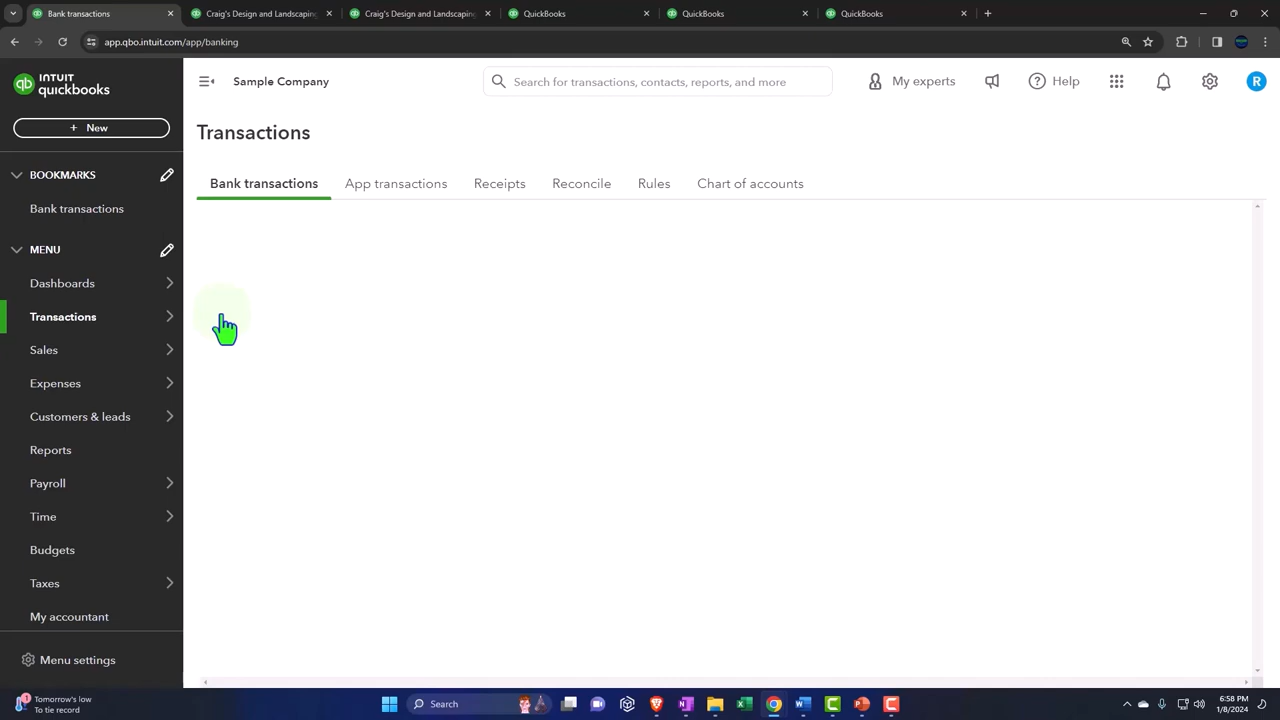 Bank transactions
Craig's Design and Landscaping
Craig's Design and Landscaping
QuickBooks
QuickBooks
QuickBooks
app.qbo.intuit.com/app/banking
INTUIT
quickbooks
Sample Company
Search for transactions, contacts, reports, and more
My experts
Help
R
+ New
Transactions
BOOKMARKS
Bank transactions
App transactions
Receipts
Reconcile
Rules
Chart of accounts
Bank transactions
MENU
Dashboards
Transactions
Sales
Expenses
Customers & leads
Reports
Payroll
Time
Budgets
Taxes
My accountant
Menu settings
1
Tomorrow's low
To tie record
Search
6:58 PM
1/8/2024